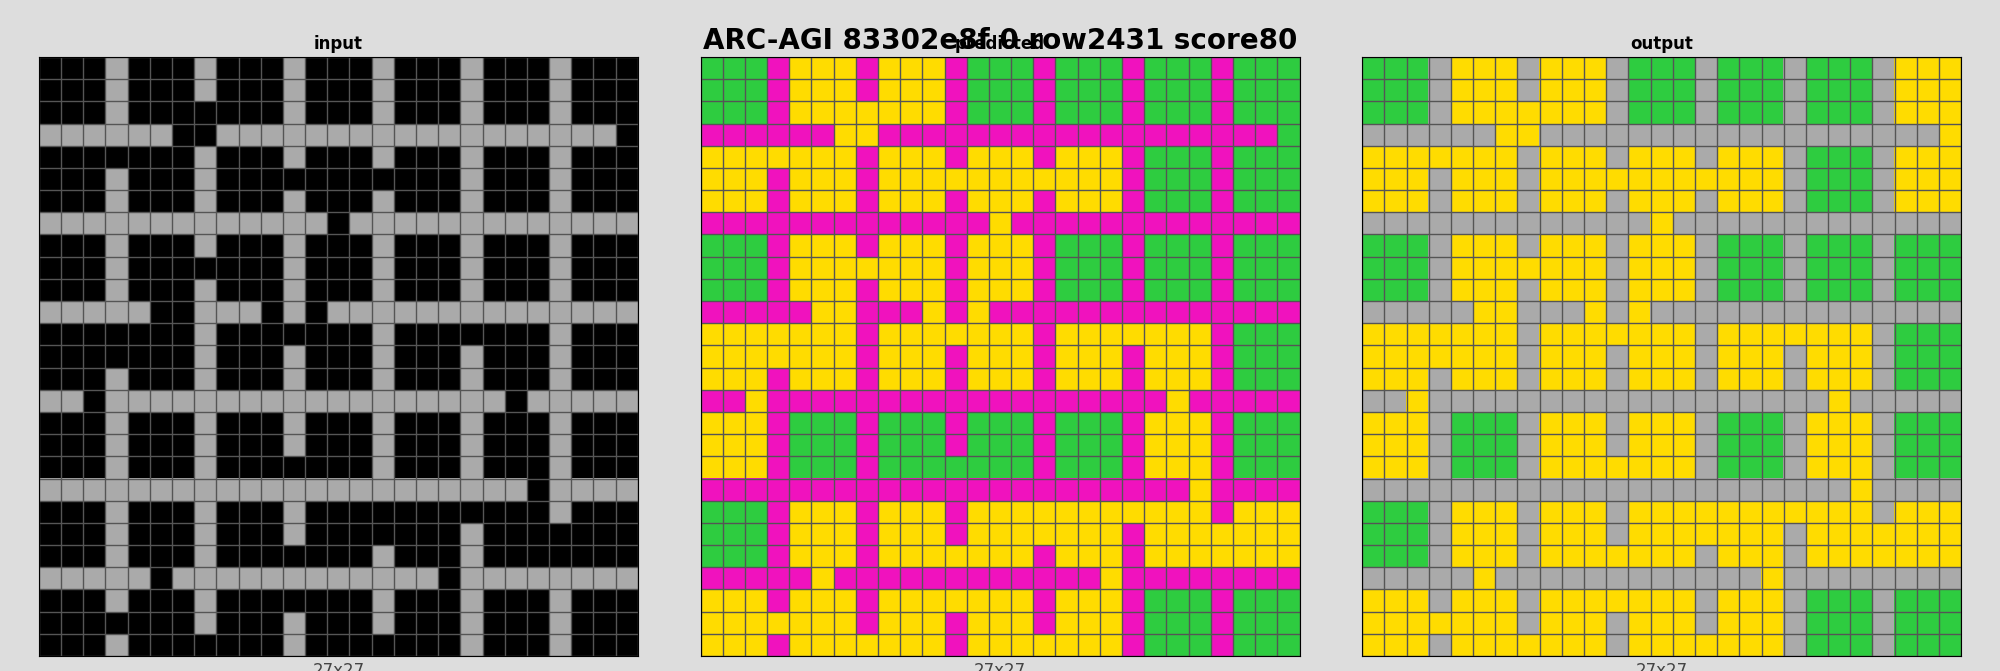 ARC-AGI 83302e8f 0 row2431 score80
input
predicted
output
27x27
27x27
27x27